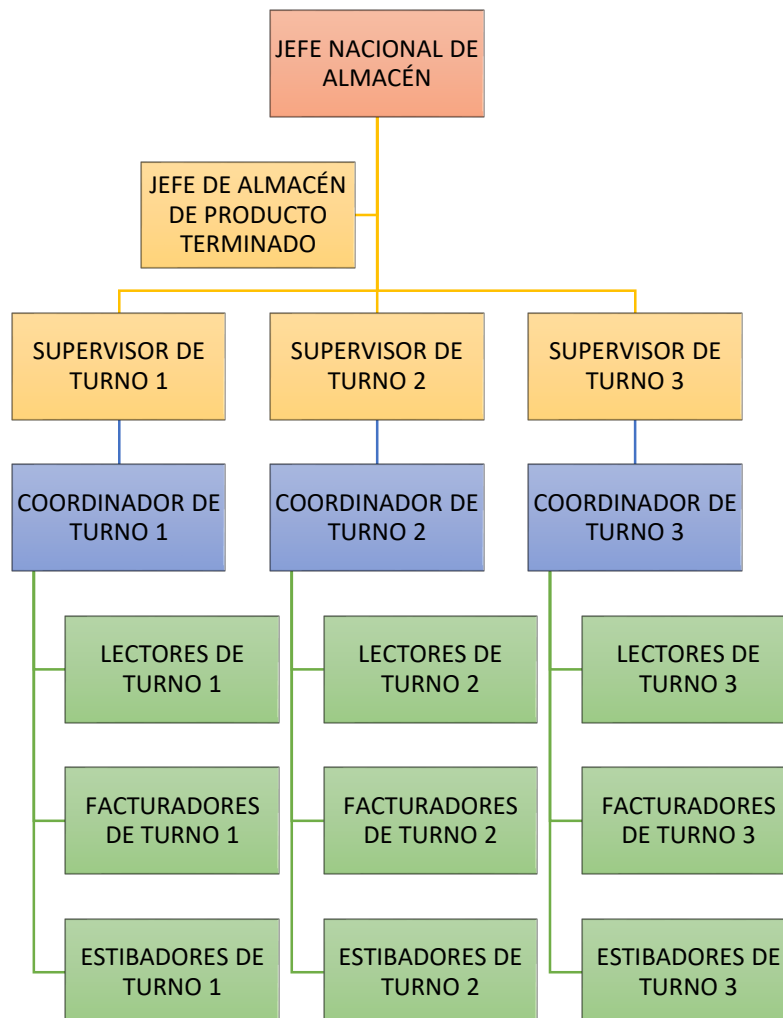 JEFE NACIONAL DE
ALMACÉN
JEFE DE ALMACÉN
DE PRODUCTO
TERMINADO
SUPERVISOR DE
TURNO 1
SUPERVISOR DE
TURNO 2
SUPERVISOR DE
TURNO 3
COORDINADOR DE
TURNO 1
COORDINADOR DE
TURNO 2
COORDINADOR DE
TURNO 3
LECTORES DE
TURNO 1
LECTORES DE
TURNO 2
LECTORES DE
TURNO 3
FACTURADORES
DE TURNO 1
FACTURADORES
DE TURNO 2
FACTURADORES
DE TURNO 3
ESTIBADORES DE
TURNO 1
ESTIBADORES DE
TURNO 2
ESTIBADORES DE
TURNO 3